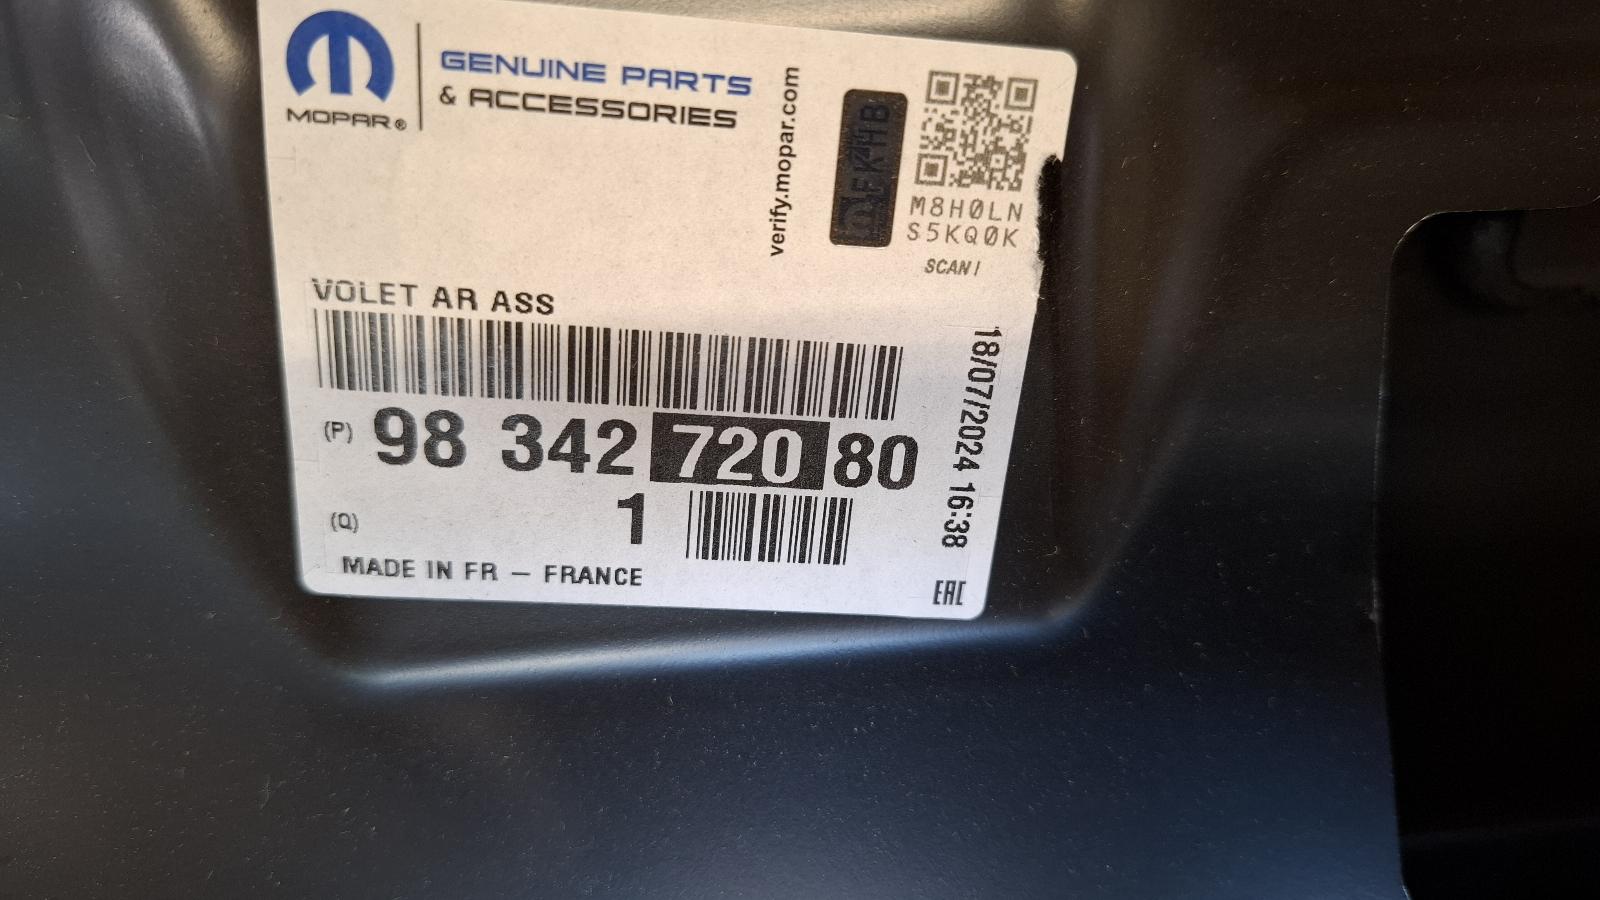 MOPAR®
GENUINE PARTS
& ACCESSORIES
verify.mopar.com
EKHB
M8H0LN
S5KQ0K
SCAN!
VOLET AR ASS
(P) 98 342 720 80
(Q) 1
MADE IN FR – FRANCE
18/07/2024 16:38
EAC